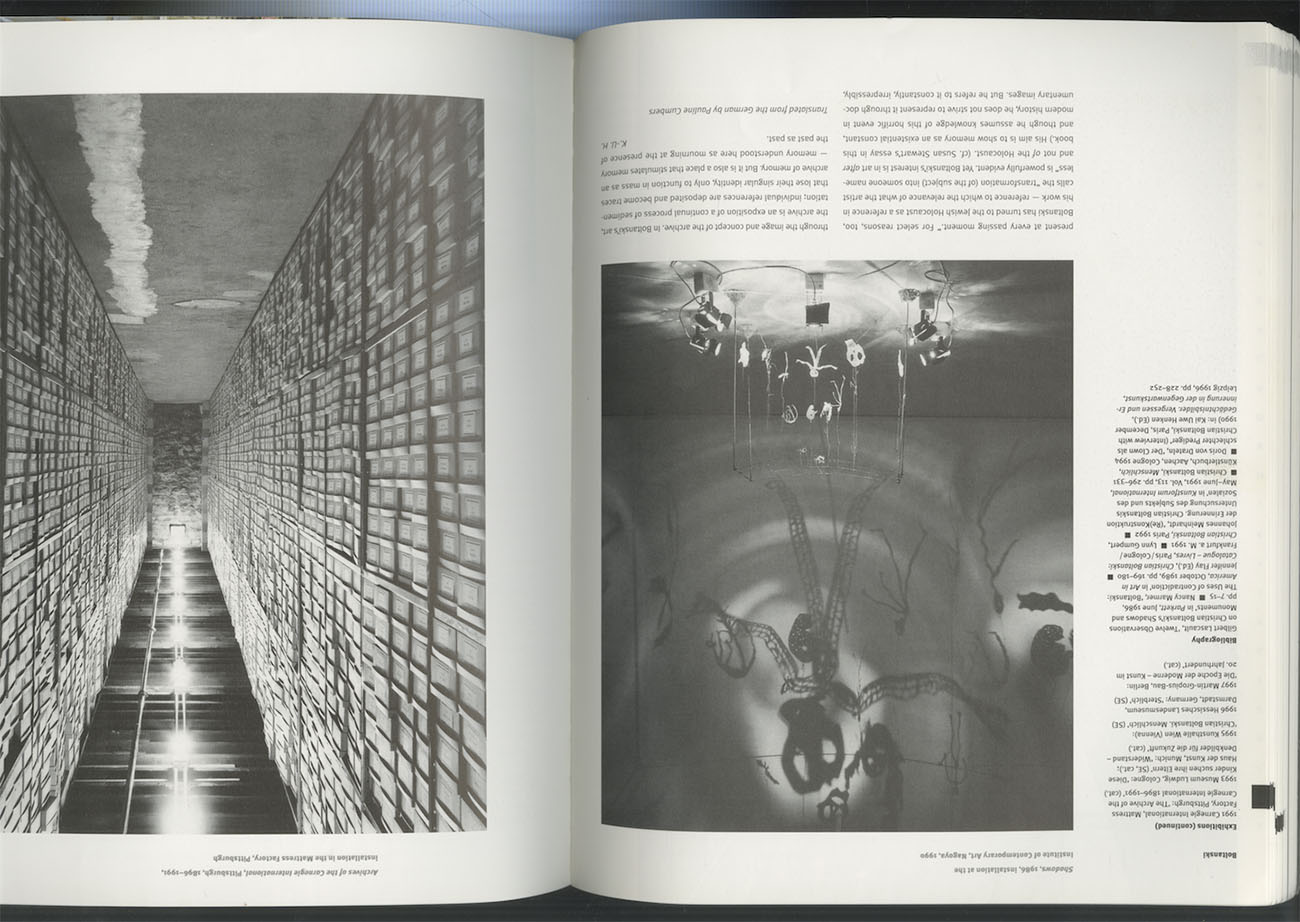 Boltanski
Exhibitions (continued)
1991 Carnegie International, Mattress
Factory, Pittsburgh: "The Archive of the
Carnegie International 1896–1991" (cat.)
1993 Museum Ludwig, Cologne: "Diese
Kinder suchen ihre Eltern" (SE, cat.);
Haus der Kunst, Munich: "Widerstand –
Denkbilder für die Zukunft" (cat.)
1995 Kunsthalle Wien (Vienna):
"Christian Boltanski. Menschlich" (SE)
1996 Hessisches Landesmuseum,
Darmstadt, Germany: "Sterblich" (SE)
1997 Martin-Gropius-Bau, Berlin:
"Die Epoche der Moderne – Kunst im
20. Jahrhundert" (cat.)
Bibliography
Gilbert Lascault, "Twelve Observations
on Christian Boltanski's Shadows and
Monuments" in Parkett, June 1986,
pp. 7–15 ■ Nancy Marmer, "Boltanski:
The Uses of Contradiction" in Art in
America, October 1989, pp. 169–180 ■
Jennifer Flay (Ed.), Christian Boltanski:
Catalogue – Livres, Paris / Cologne /
Frankfurt a. M. 1991 ■ Lynn Gumpert,
Christian Boltanski, Paris 1992 ■
Johannes Meinhardt, "(Re)Konstruktion
der Erinnerung. Christian Boltanskis
Untersuchung des Subjekts und des
Sozialen" in Kunstforum International,
May–June 1991, Vol. 113, pp. 296–331
■ Christian Boltanski, Menschlich,
Künstlerbuch, Aachen, Cologne 1994
■ Doris von Drateln, "Der Clown als
schlechter Prediger" (Interview with
Christian Boltanski, Paris, December
1990) in: Kai Uwe Henken (Ed.),
Gedächtnisbilder. Vergessen und Er-
innerung in der Gegenwartskunst,
Leipzig 1996, pp. 228–252
Shadows, 1986, installation at the
Institute of Contemporary Art, Nagoya, 1990
present at every passing moment." For select reasons, too,
Boltanski has turned to the Jewish Holocaust as a reference in
his work — reference to which the relevance of what the artist
calls the "transformation (of the subject) into someone name-
less" is powerfully evident. Yet Boltanski's interest is in art after
and not of the Holocaust. (cf. Susan Stewart's essay in this
book.) His aim is to show memory as an existential constant,
and though he assumes knowledge of this horrific event in
modern history, he does not strive to represent it through doc-
umentary images. But he refers to it constantly, irrepressibly,
through the image and concept of the archive. In Boltanski's art,
the archive is an exposition of a continual process of sedimen-
tation: individual references are deposited and become traces
that lose their singular identity, only to function in mass as an
archive of memory. But it is also a place that stimulates memory
— memory understood here as mourning at the presence of
the past as past.
K.-U. H.
Translated from the German by Pauline Cumbers
Archives of the Carnegie International, Pittsburgh, 1896–1991,
Installation in the Mattress Factory, Pittsburgh